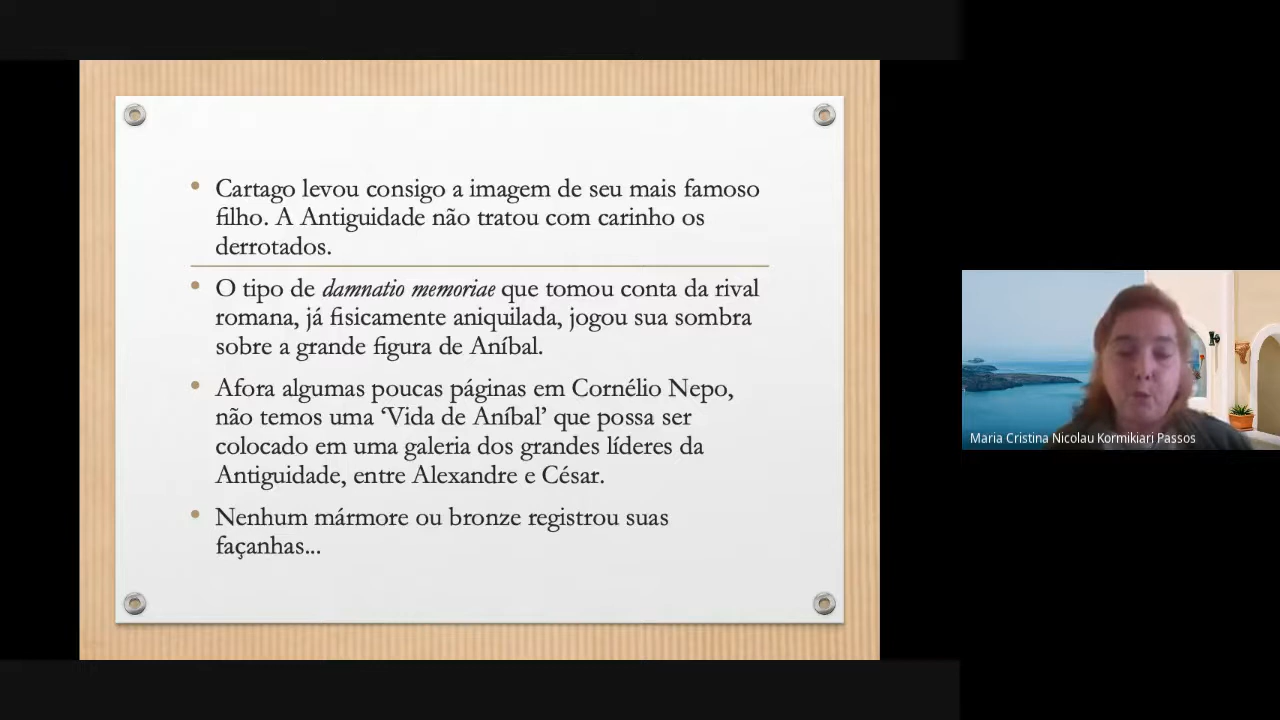 Cartago levou consigo a imagem de seu mais famoso
filho. A Antiguidade não tratou com carinho os
derrotados.
O tipo de damnatio memoriae que tomou conta da rival
romana, já fisicamente aniquilada, jogou sua sombra
sobre a grande figura de Aníbal.
Afora algumas poucas páginas em Cornélio Nepo,
não temos uma ‘Vida de Aníbal’ que possa ser
colocado em uma galeria dos grandes líderes da
Antiguidade, entre Alexandre e César.
Nenhum mármore ou bronze registrou suas
façanhas...
Maria Cristina Nicolau Kormikiari Passos